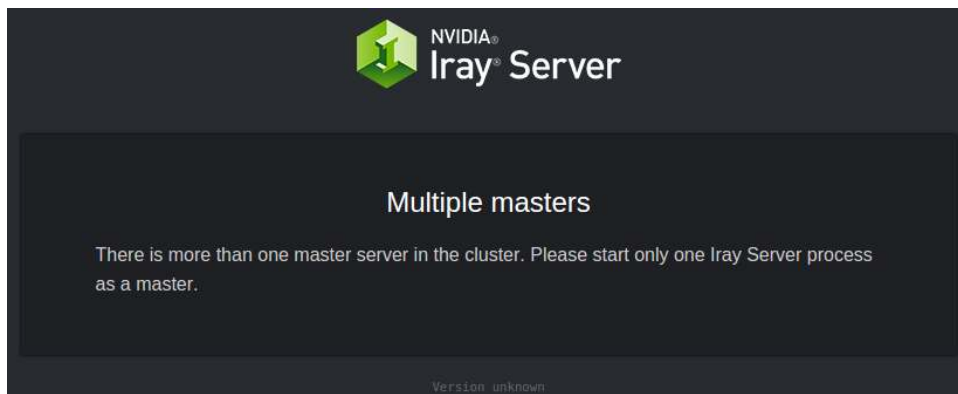 NVIDIA®
Iray® Server
Multiple masters
There is more than one master server in the cluster. Please start only one Iray Server process
as a master.
Version unknown